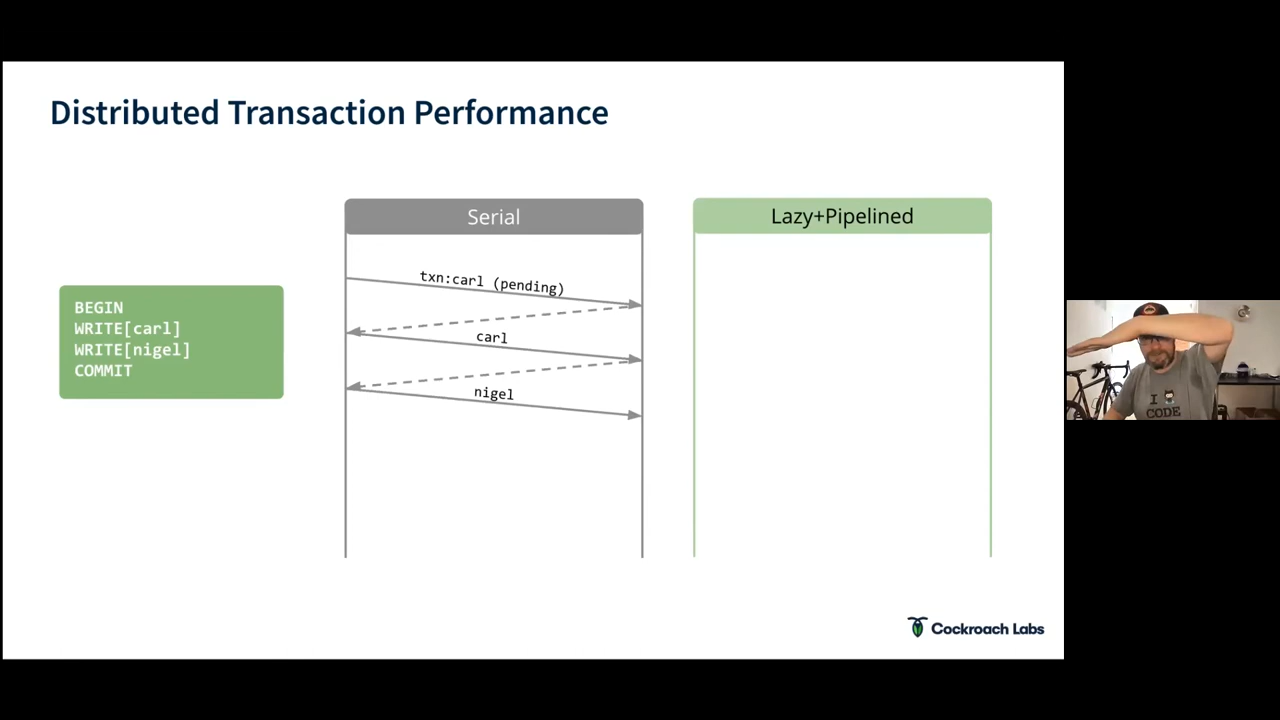 Distributed Transaction Performance
BEGIN
WRITE[carl]
WRITE[nigel]
COMMIT
Serial
txn:carl (pending)
carl
nigel
Lazy+Pipelined
Cockroach Labs
I
CODE